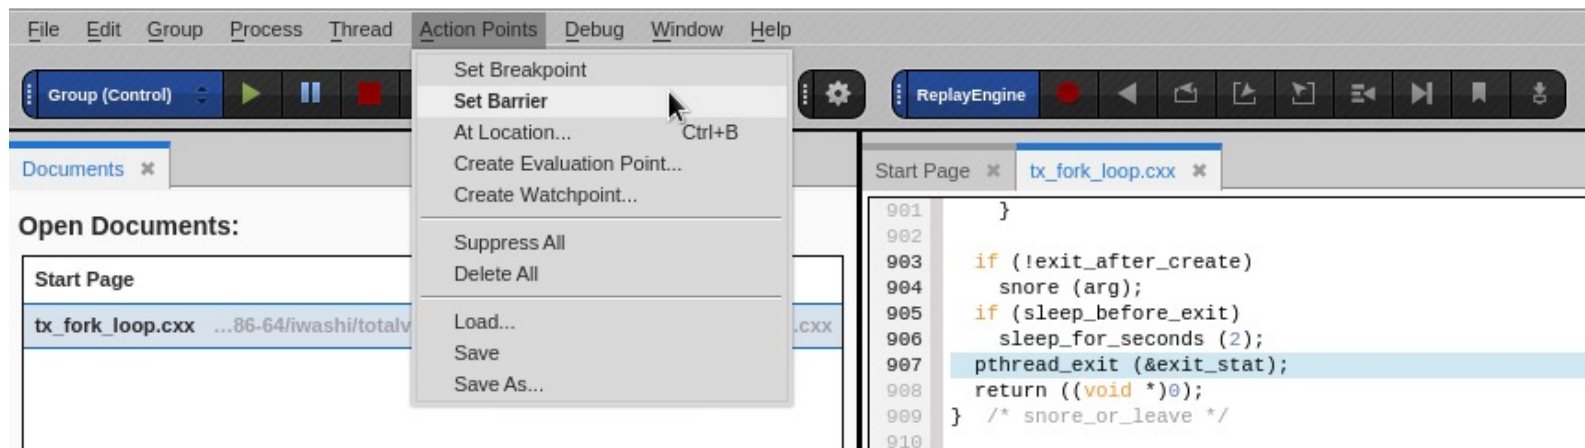 File Edit Group Process Thread Action Points Debug Window Help
Group (Control)
ReplayEngine
Set Breakpoint
Set Barrier
At Location... Ctrl+B
Create Evaluation Point...
Create Watchpoint...
Suppress All
Delete All
Load...
Save
Save As...
Documents
Open Documents:
Start Page
tx_fork_loop.cxx ...86-64/iwashi/totalv .cxx
Start Page tx_fork_loop.cxx
901 }
902
903 if (!exit_after_create)
904 snore (arg);
905 if (sleep_before_exit)
906 sleep_for_seconds (2);
907 pthread_exit (&exit_stat);
908 return ((void *)0);
909 } /* snore_or_leave */
910